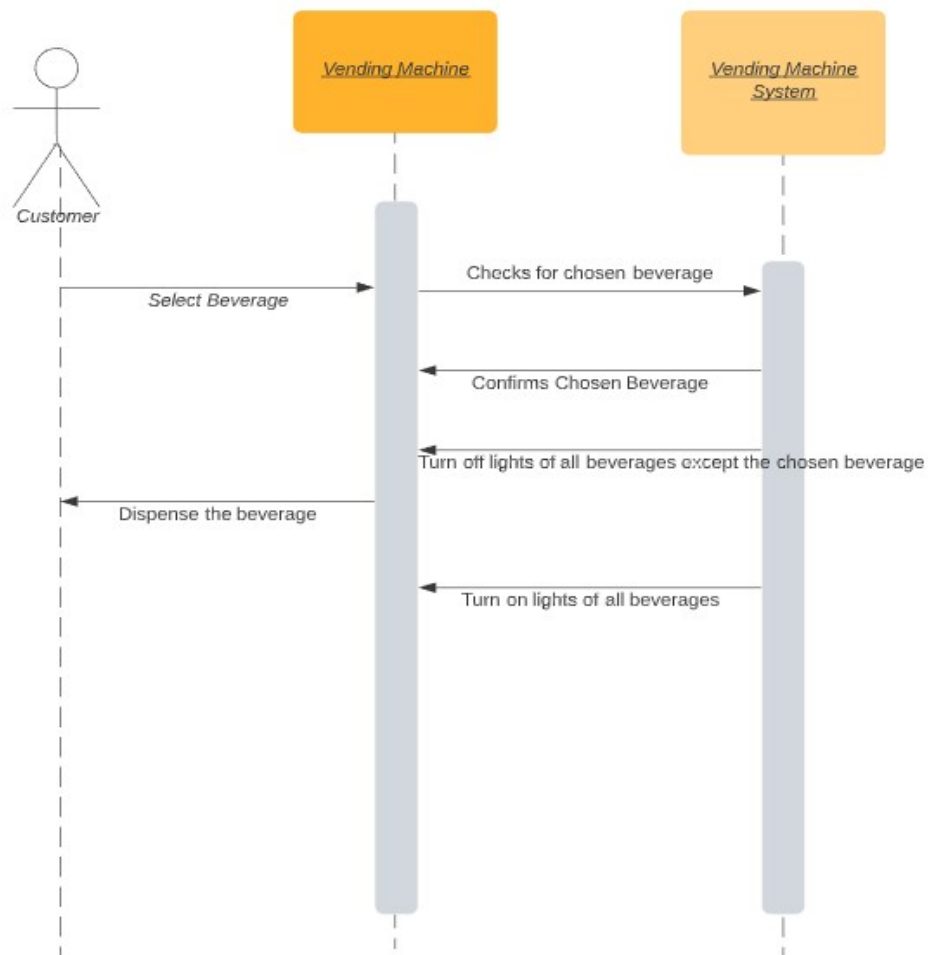 Vending Machine
Vending Machine
System
Customer
Checks for chosen beverage
Select Beverage
Confirms Chosen Beverage
Turn off lights of all beverages except the chosen beverage
Dispense the beverage
Turn on lights of all beverages